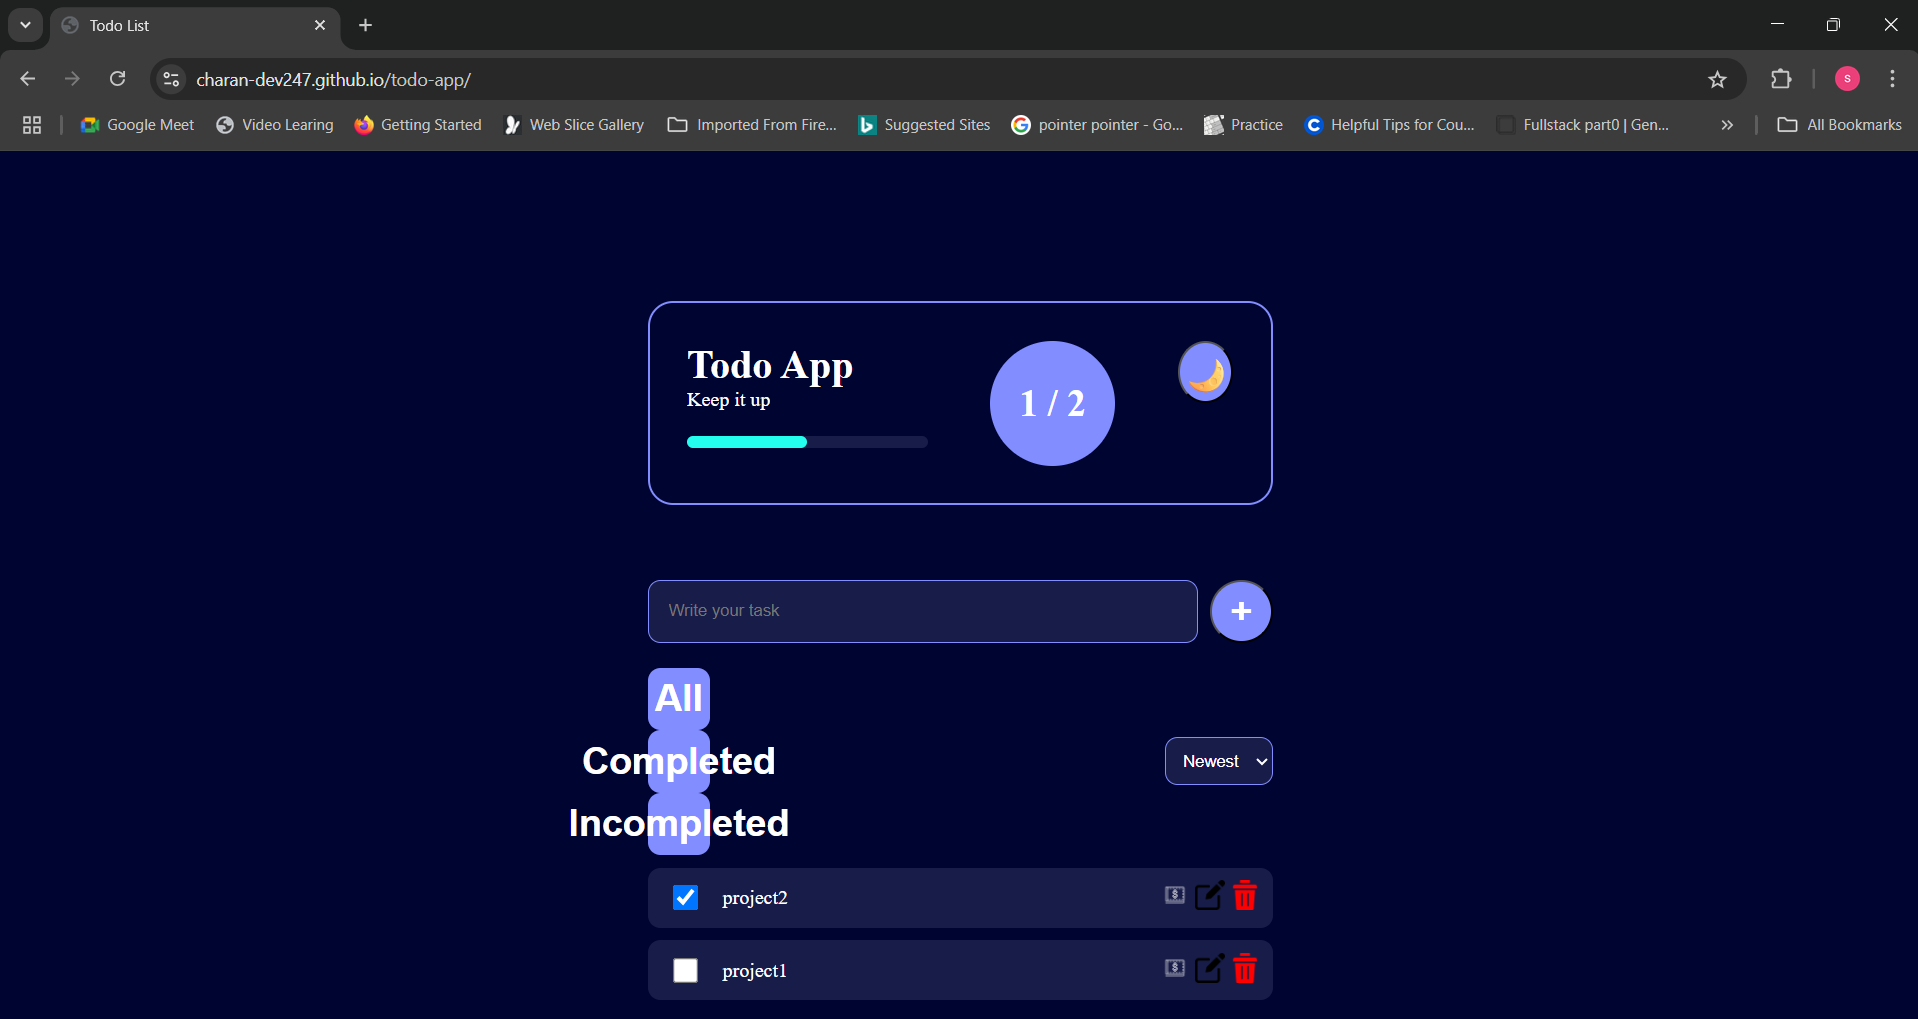 Todo List
charan-dev247.github.io/todo-app/
S
Google Meet Video Learing Getting Started Web Slice Gallery Imported From Fire... Suggested Sites pointer pointer - Go... Practice Helpful Tips for Cou... Fullstack part0 | Gen... All Bookmarks
Todo App
Keep it up
1 / 2
Write your task
+
All
Completed
Newest
Incompleted
project2
project1